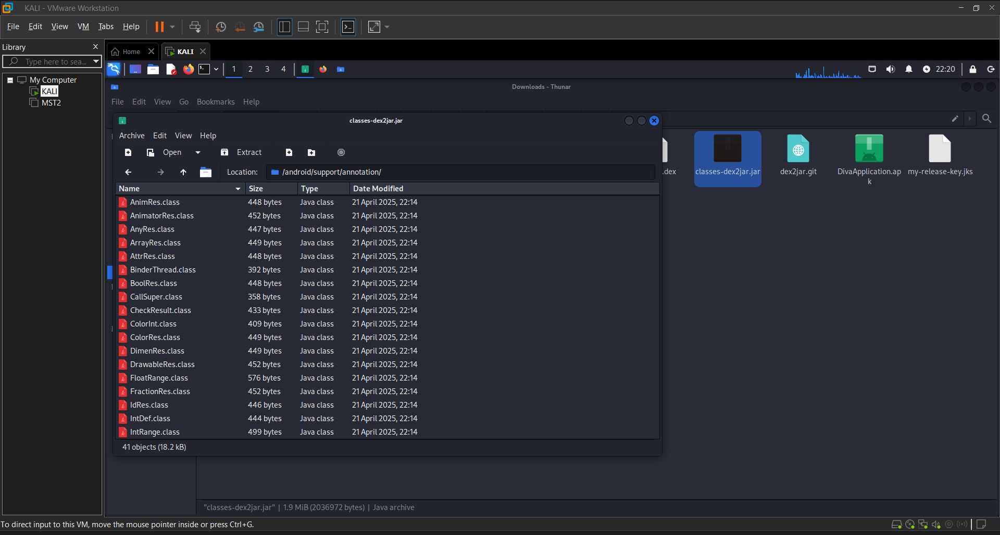 KALI - VMware Workstation
File Edit View VM Tabs Help
Library
Type here to sea...
My Computer
KALI
MST2
Home
KALI
1 2 3 4
22:20
Downloads - Thunar
File Edit View Go Bookmarks Help
classes-dex2jar.jar
Archive Edit View Help
Open Extract
Location: /android/support/annotation/
Name Size Type Date Modified
AnimRes.class 448 bytes Java class 21 April 2025, 22:14
AnimatorRes.class 452 bytes Java class 21 April 2025, 22:14
AnyRes.class 447 bytes Java class 21 April 2025, 22:14
ArrayRes.class 449 bytes Java class 21 April 2025, 22:14
AttrRes.class 448 bytes Java class 21 April 2025, 22:14
BinderThread.class 392 bytes Java class 21 April 2025, 22:14
BoolRes.class 448 bytes Java class 21 April 2025, 22:14
CallSuper.class 358 bytes Java class 21 April 2025, 22:14
CheckResult.class 433 bytes Java class 21 April 2025, 22:14
ColorInt.class 409 bytes Java class 21 April 2025, 22:14
ColorRes.class 449 bytes Java class 21 April 2025, 22:14
DimenRes.class 449 bytes Java class 21 April 2025, 22:14
DrawableRes.class 452 bytes Java class 21 April 2025, 22:14
FloatRange.class 576 bytes Java class 21 April 2025, 22:14
FractionRes.class 452 bytes Java class 21 April 2025, 22:14
IdRes.class 446 bytes Java class 21 April 2025, 22:14
IntDef.class 444 bytes Java class 21 April 2025, 22:14
IntRange.class 499 bytes Java class 21 April 2025, 22:14
41 objects (18.2 kB)
.dex
classes-dex2jar.jar
dex2jar.git
DivaApplication.ap
k
my-release-key.jks
"classes-dex2jar.jar" | 1.9 MiB (2036972 bytes) | Java archive
To direct input to this VM, move the mouse pointer inside or press Ctrl+G.